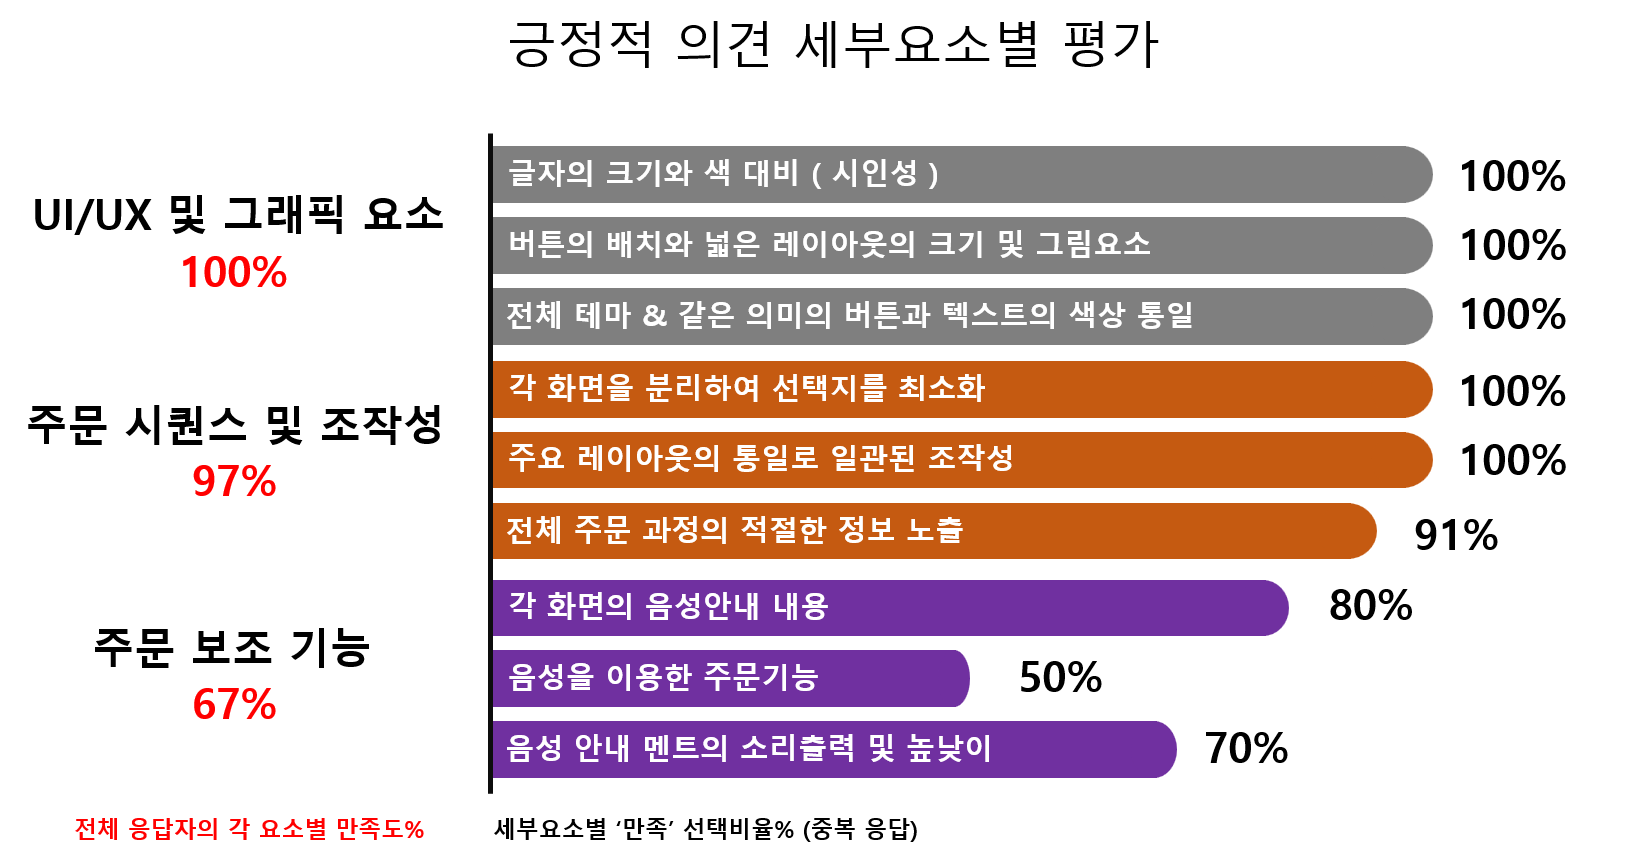 긍정적 의견 세부요소별 평가
UI/UX 및 그래픽 요소
100%
글자의 크기와 색 대비 ( 시인성 )
100%
버튼의 배치와 넓은 레이아웃의 크기 및 그림요소
100%
전체 테마 & 같은 의미의 버튼과 텍스트의 색상 통일
100%
주문 시퀀스 및 조작성
97%
각 화면을 분리하여 선택지를 최소화
100%
주요 레이아웃의 통일로 일관된 조작성
100%
전체 주문 과정의 적절한 정보 노출
91%
주문 보조 기능
67%
각 화면의 음성안내 내용
80%
음성을 이용한 주문기능
50%
음성 안내 멘트의 소리출력 및 높낮이
70%
전체 응답자의 각 요소별 만족도%
세부요소별 ‘만족’ 선택비율% (중복 응답)